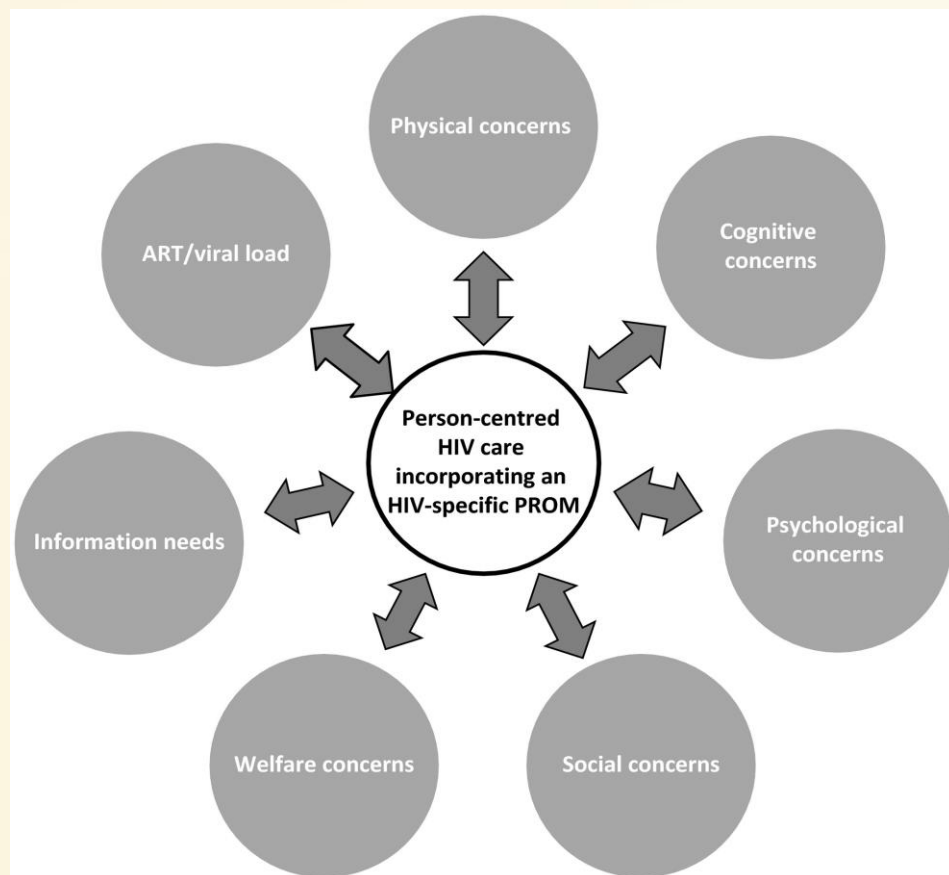 Physical concerns
Cognitive
concerns
ART/viral load
Person-centred
HIV care
incorporating an
HIV-specific PROM
Information needs
Psychological
concerns
Welfare concerns
Social concerns